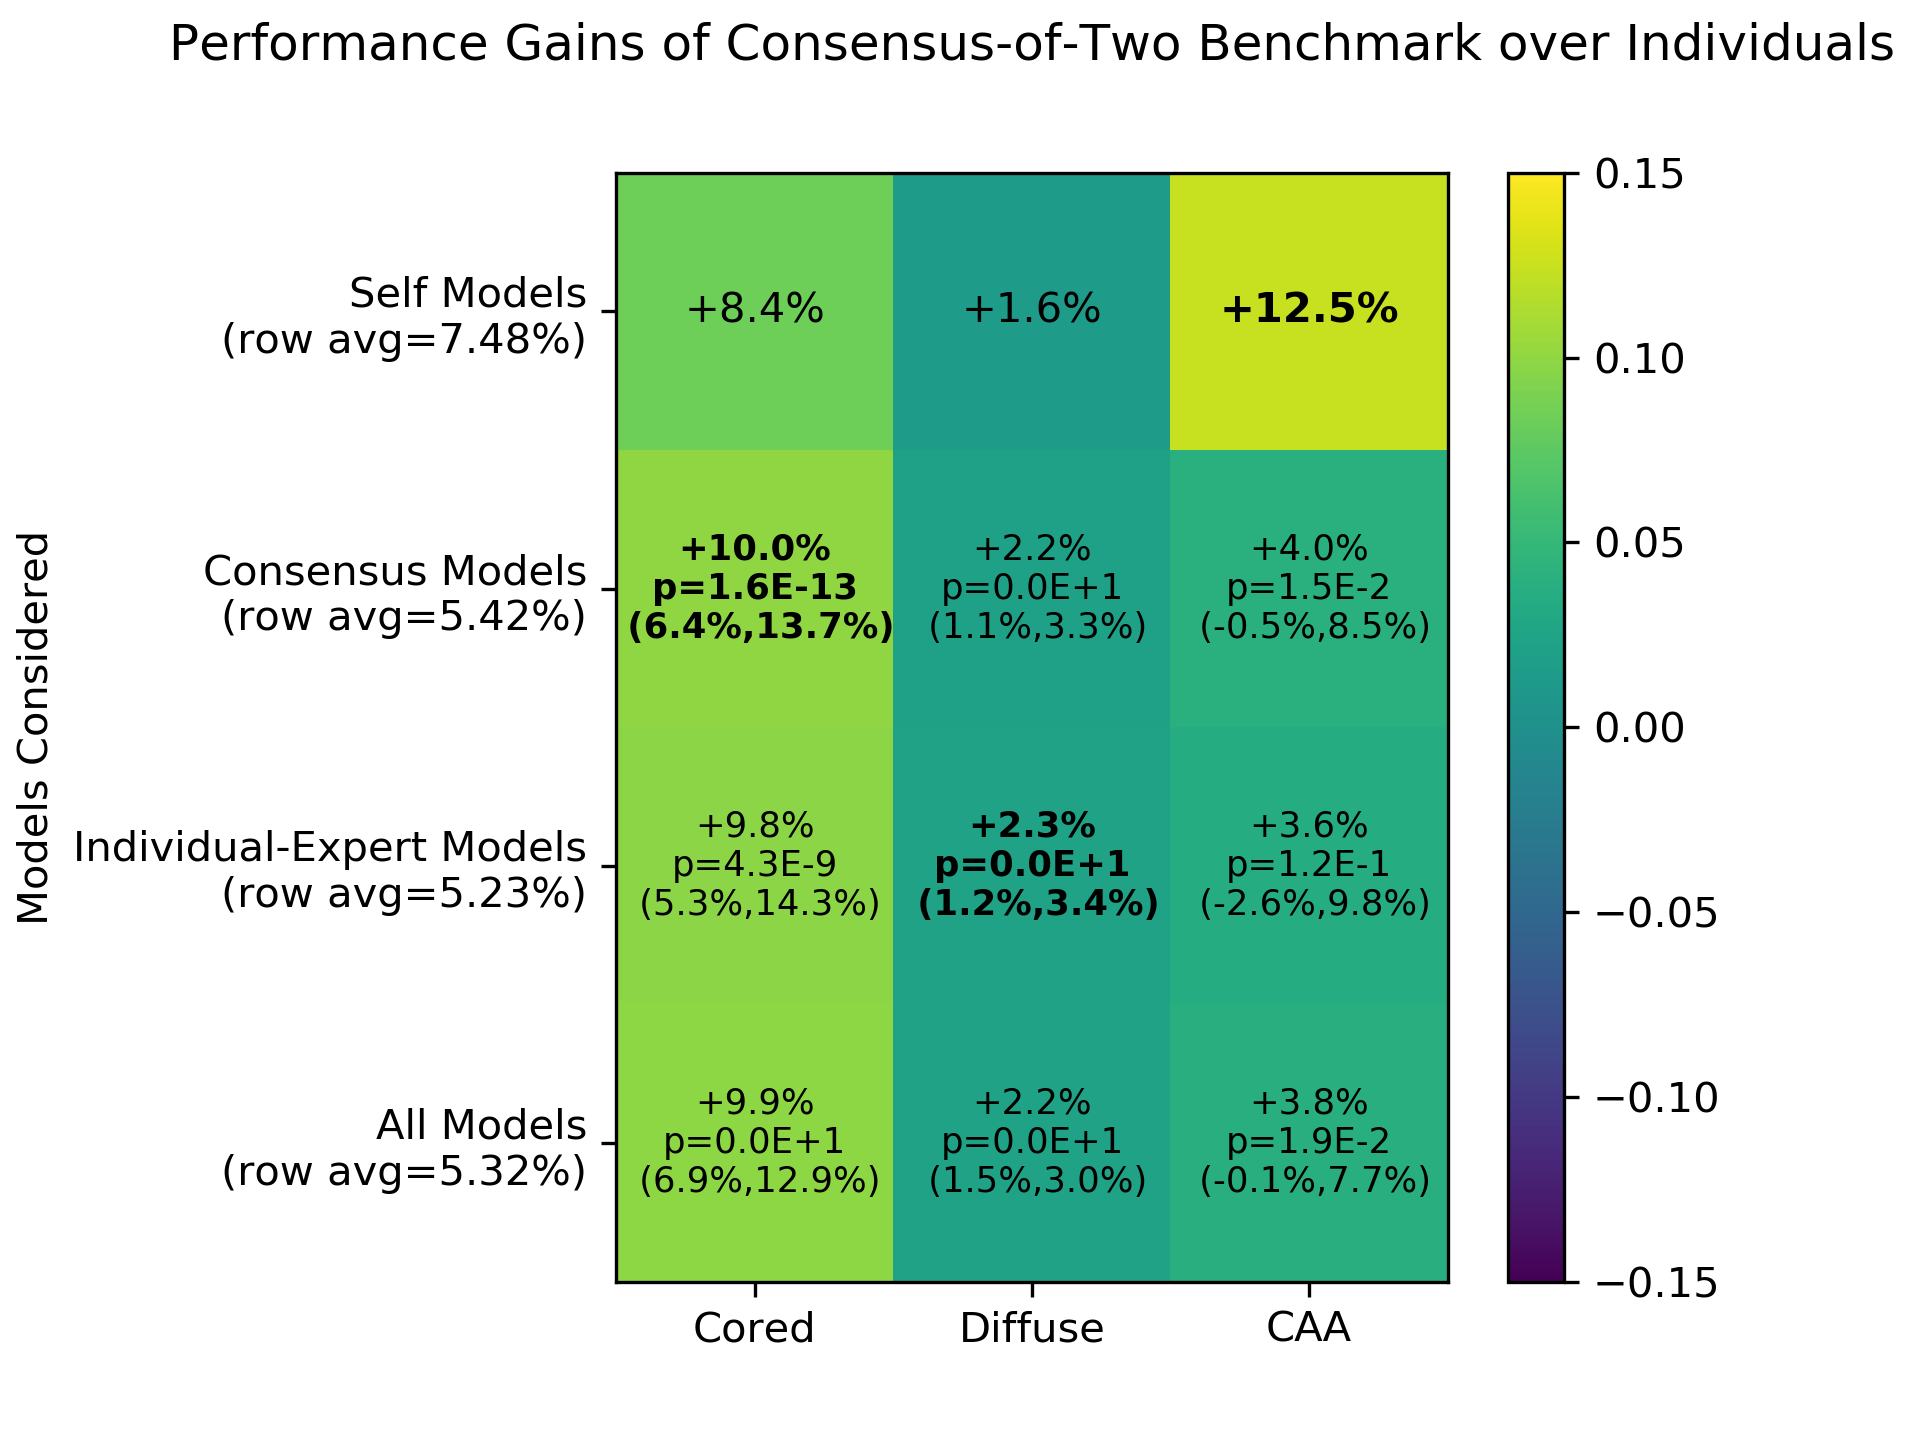 Performance Gains of Consensus-of-Two Benchmark over Individuals
Models Considered
Self Models
(row avg=7.48%)
+8.4%
+1.6%
+12.5%
Consensus Models
(row avg=5.42%)
+10.0%
p=1.6E-13
(6.4%,13.7%)
+2.2%
p=0.0E+1
(1.1%,3.3%)
+4.0%
p=1.5E-2
(-0.5%,8.5%)
Individual-Expert Models
(row avg=5.23%)
+9.8%
p=4.3E-9
(5.3%,14.3%)
+2.3%
p=0.0E+1
(1.2%,3.4%)
+3.6%
p=1.2E-1
(-2.6%,9.8%)
All Models
(row avg=5.32%)
+9.9%
p=0.0E+1
(6.9%,12.9%)
+2.2%
p=0.0E+1
(1.5%,3.0%)
+3.8%
p=1.9E-2
(-0.1%,7.7%)
Cored
Diffuse
CAA
0.15
0.10
0.05
0.00
−0.05
−0.10
−0.15